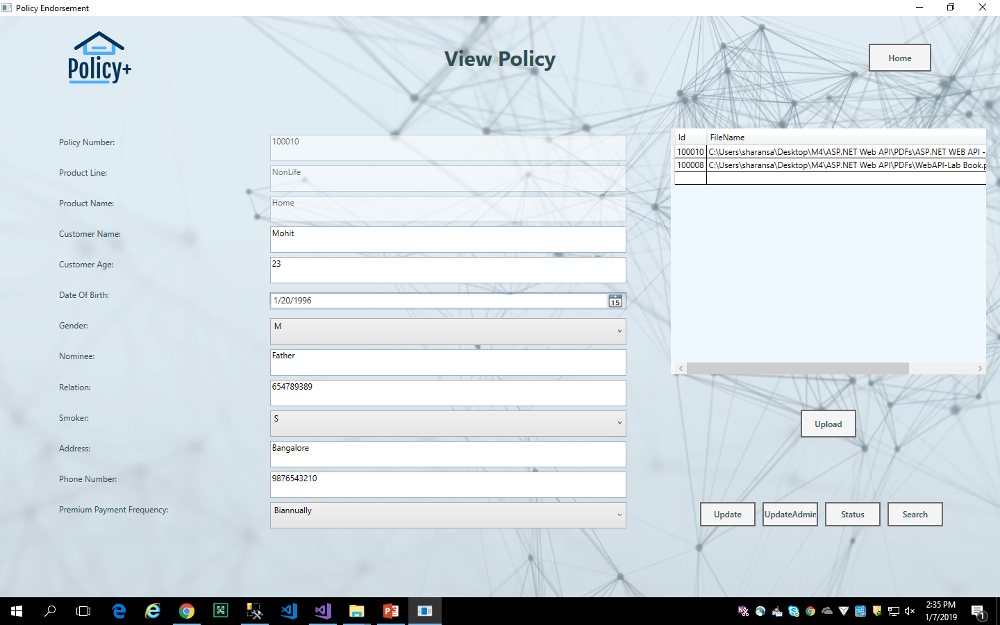 Policy Endorsement
Policy+
View Policy
Home
Policy Number:
100010
Product Line:
NonLife
Product Name:
Home
Customer Name:
Mohit
Customer Age:
23
Date Of Birth:
1/20/1996
15
Gender:
M
Nominee:
Father
Relation:
654789389
Smoker:
S
Address:
Bangalore
Phone Number:
9876543210
Premium Payment Frequency:
Biannually
Id FileName
100010 C:\Users\sharansa\Desktop\M4\ASP.NET Web API\PDFs\ASP.NET WEB API -
100008 C:\Users\sharansa\Desktop\M4\ASP.NET Web API\PDFs\WebAPI-Lab Book.p
Upload
Update
UpdateAdmin
Status
Search
2:35 PM
1/7/2019
1